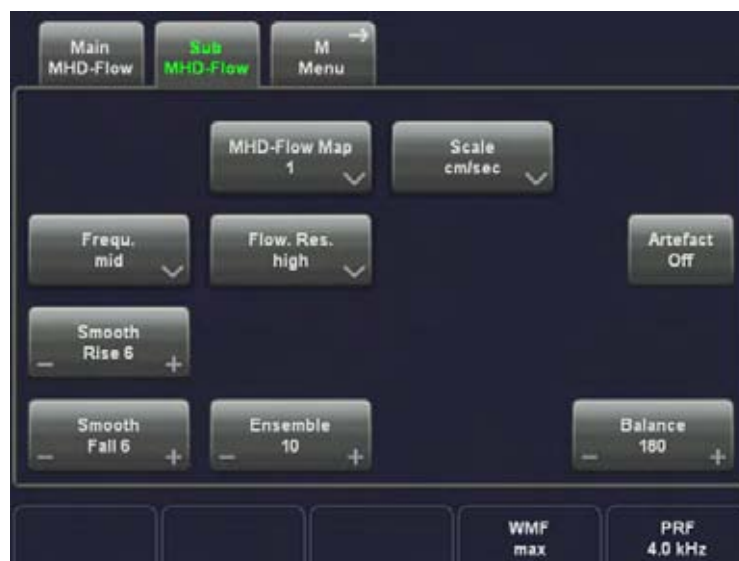 Main
MHD-Flow
Sub
MHD-Flow
M
Menu
MHD-Flow Map
1
Scale
cm/sec
Frequ.
mid
Flow. Res.
high
Artefact
Off
Smooth
Rise 6
Smooth
Fall 6
Ensemble
10
Balance
180
WMF
max
PRF
4.0 kHz